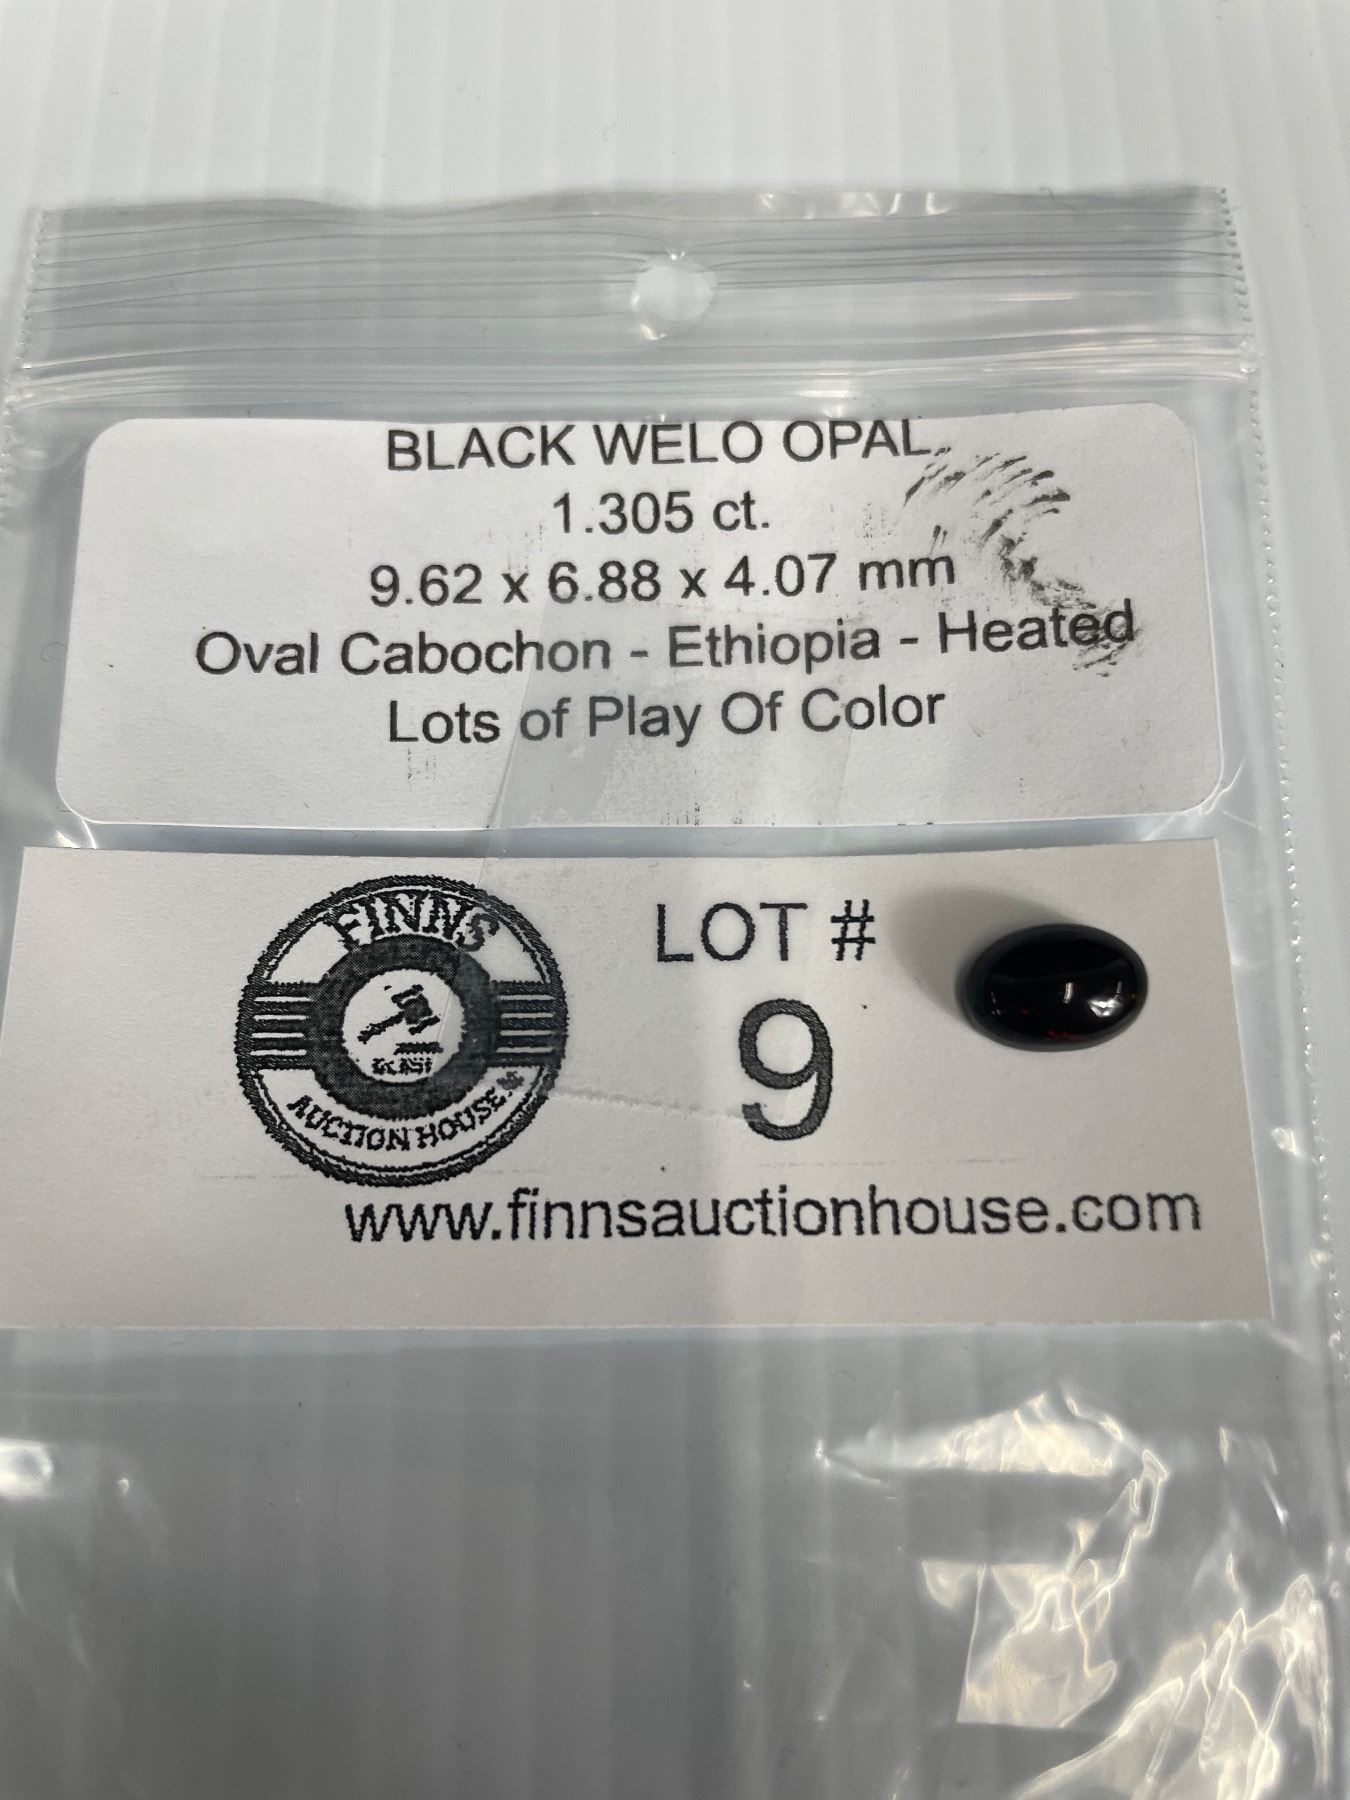 BLACK WELO OPAL
1.305 ct.
9.62 x 6.88 x 4.07 mm
Oval Cabochon - Ethiopia - Heated
Lots of Play Of Color
FINNS
AUCTION HOUSE
LOT #
9
www.finnsauctionhouse.com